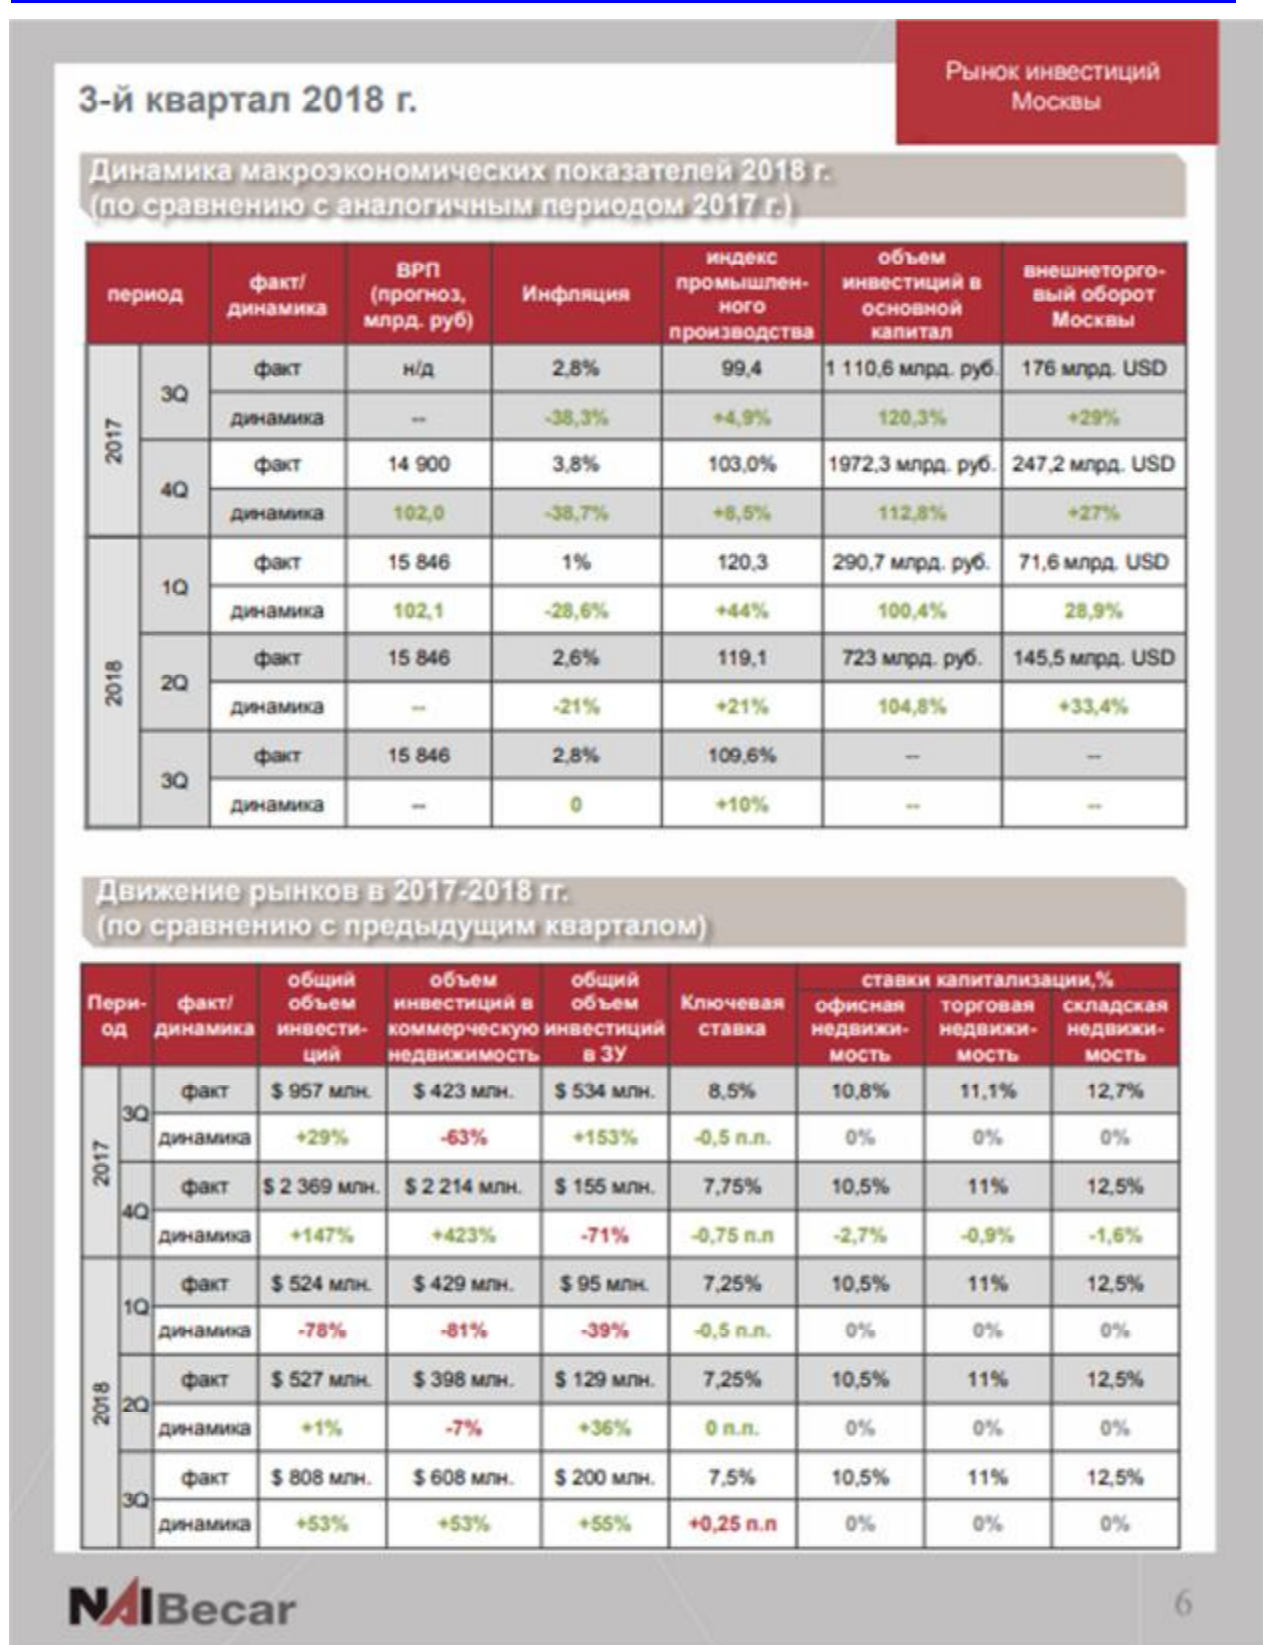 Рынок инвестиций
Москвы
3-й квартал 2018 г.
Динамика макроэкономических показателей 2018 г.
(по сравнению с аналогичным периодом 2017 г.)
период факт/динамика ВРП (прогноз, млрд. руб) Инфляция индекс промышлен-ного производства объем инвестиций в основной капитал внешнеторго-вый оборот Москвы
2017 3Q факт н/д 2,8% 99,4 1 110,6 млрд. руб. 176 млрд. USD
динамика -- -38,3% +4,9% 120,3% +29%
4Q факт 14 900 3,8% 103,0% 1972,3 млрд. руб. 247,2 млрд. USD
динамика 102,0 -38,7% +8,5% 112,8% +27%
2018 1Q факт 15 846 1% 120,3 290,7 млрд. руб. 71,6 млрд. USD
динамика 102,1 -28,6% +44% 100,4% 28,9%
2Q факт 15 846 2,6% 119,1 723 млрд. руб. 145,5 млрд. USD
динамика -- -21% +21% 104,8% +33,4%
3Q факт 15 846 2,8% 109,6% -- --
динамика -- 0 +10% -- --
Движение рынков в 2017-2018 гг.
(по сравнению с предыдущим кварталом)
Пери-од факт/динамика общий объем инвести-ций объем инвестиций в коммерческую недвижимость общий объем инвестиций в ЗУ Ключевая ставка ставки капитализации,% офисная недвижи-мость торговая недвижи-мость складская недвижи-мость
2017 3Q факт $ 957 млн. $ 423 млн. $ 534 млн. 8,5% 10,8% 11,1% 12,7%
динамика +29% -63% +153% -0,5 п.п. 0% 0% 0%
4Q факт $ 2 369 млн. $ 2 214 млн. $ 155 млн. 7,75% 10,5% 11% 12,5%
динамика +147% +423% -71% -0,75 п.п -2,7% -0,9% -1,6%
2018 1Q факт $ 524 млн. $ 429 млн. $ 95 млн. 7,25% 10,5% 11% 12,5%
динамика -78% -81% -39% -0,5 п.п. 0% 0% 0%
2Q факт $ 527 млн. $ 398 млн. $ 129 млн. 7,25% 10,5% 11% 12,5%
динамика +1% -7% +36% 0 п.п. 0% 0% 0%
3Q факт $ 808 млн. $ 608 млн. $ 200 млн. 7,5% 10,5% 11% 12,5%
динамика +53% +53% +55% +0,25 п.п 0% 0% 0%
NAI Becar
6